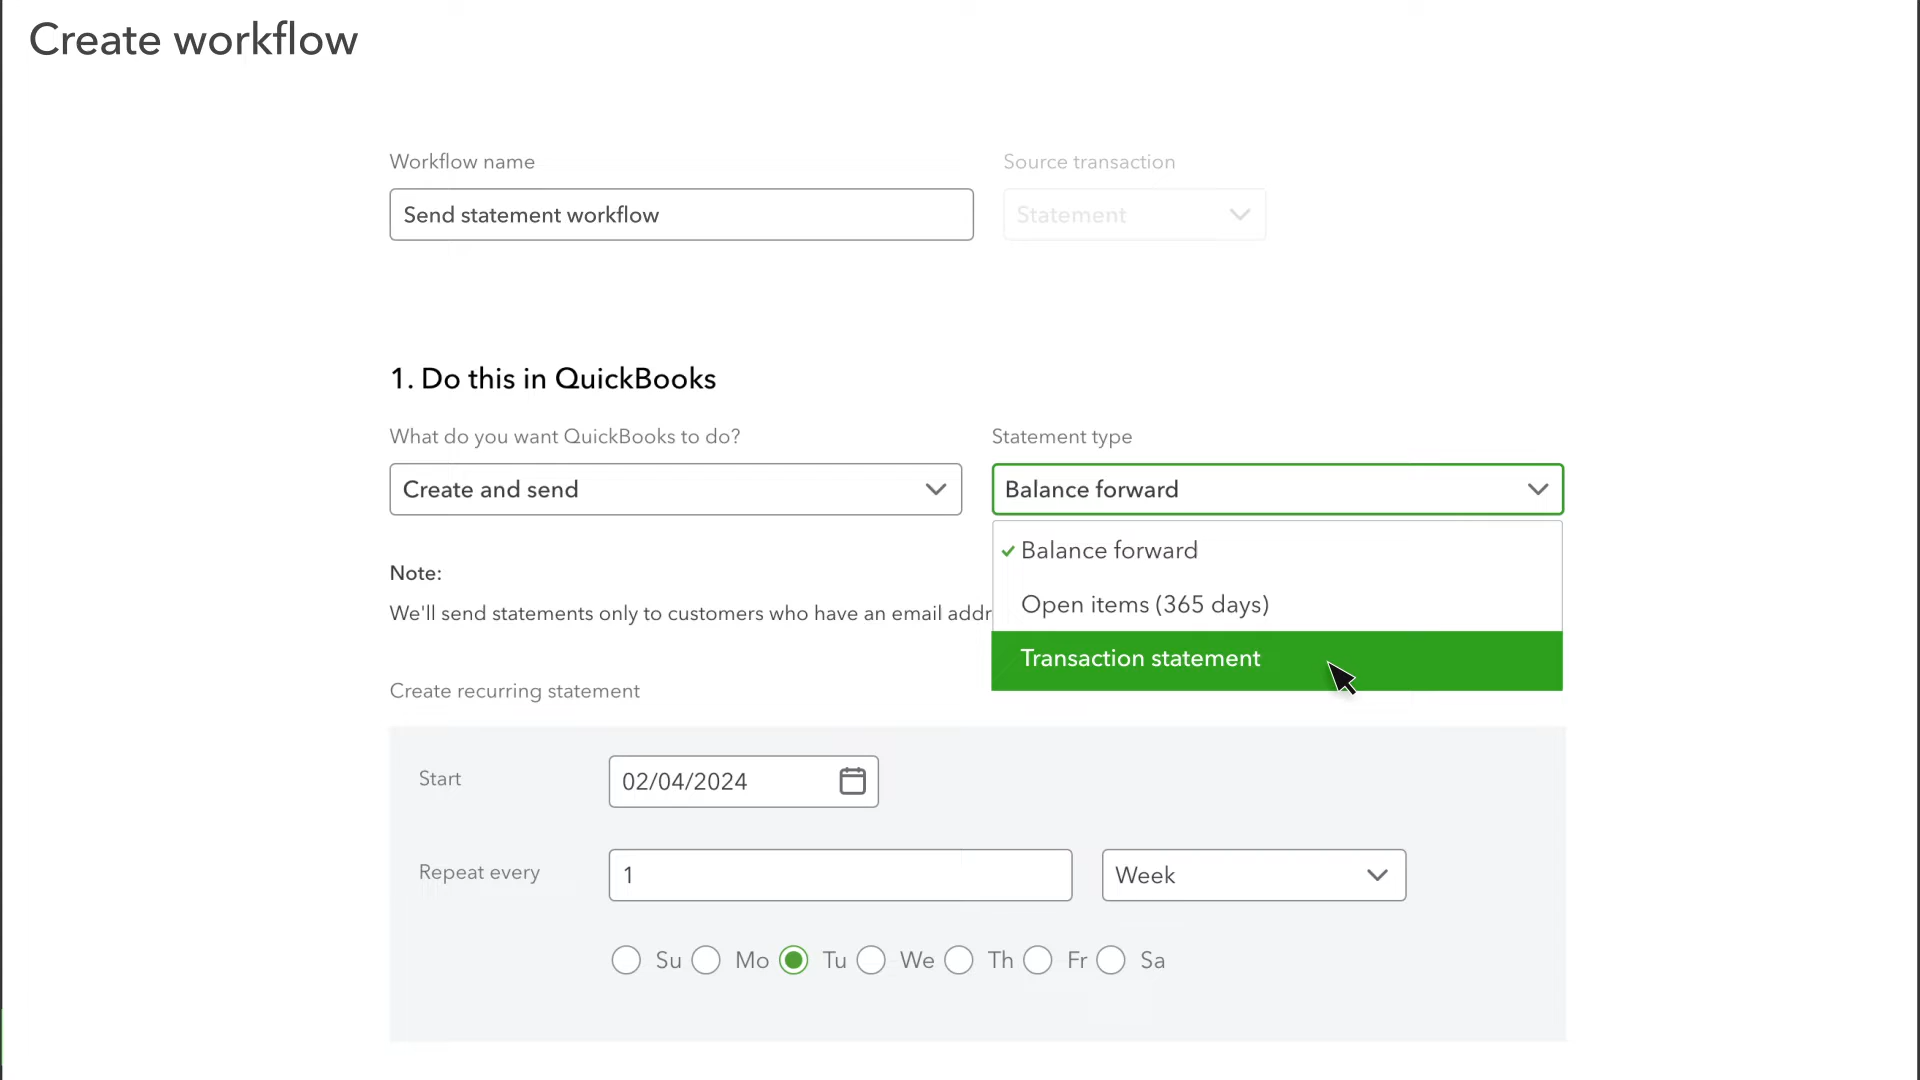 Create workflow
Workflow name
Source transaction
Send statement workflow
Statement
1. Do this in QuickBooks
What do you want QuickBooks to do?
Statement type
Create and send
Balance forward
Balance forward
Open items (365 days)
Transaction statement
Note:
We'll send statements only to customers who have an email addr
Create recurring statement
Start
02/04/2024
Repeat every
1
Week
Su Mo Tu We Th Fr Sa